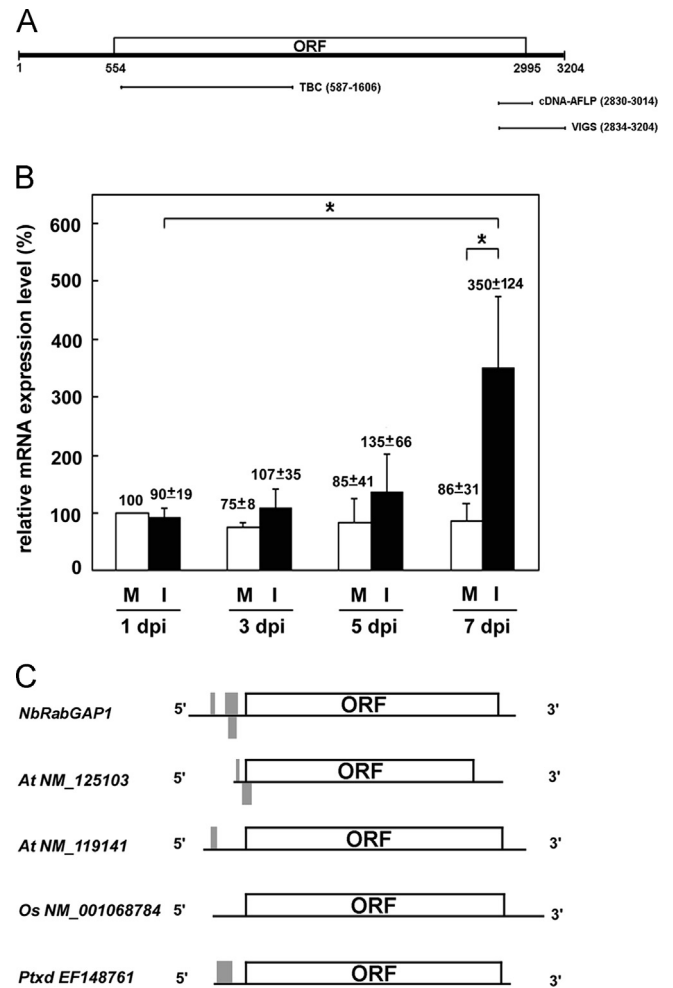 A
ORF
1 554 2995 3204
TBC (587-1606)
cDNA-AFLP (2830-3014)
VIGS (2834-3204)
B
relative mRNA expression level (%)
600
500
400
300
200
100
0
*
*
350±124
135±66
107±35
100 90±19
75±8
85±41
86±31
M I M I M I M I
1 dpi 3 dpi 5 dpi 7 dpi
C
NbRabGAP1 5' ORF 3'
At NM_125103 5' ORF 3'
At NM_119141 5' ORF 3'
Os NM_001068784 5' ORF 3'
Ptxd EF148761 5' ORF 3'